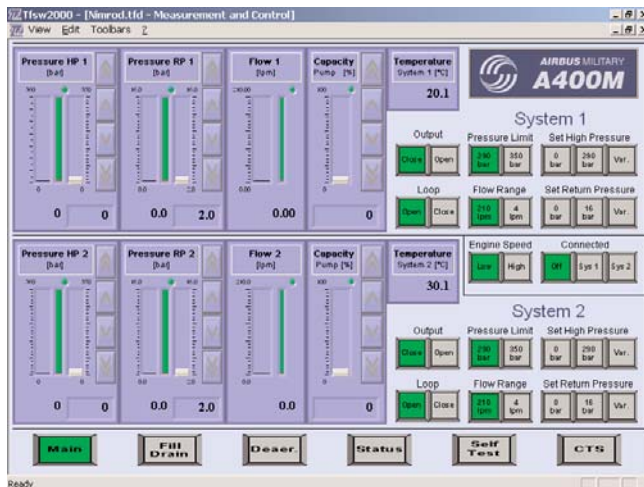 Tfsw2000 - [Nimrod.tfd - Measurement and Control]
View Edit Toolbars ?
Pressure HP 1 [bar]
Pressure RP 1 [bar]
Flow 1 [lpm]
Capacity Pump [%]
Temperature System 1 [°C]
20.1
AIRBUS MILITARY
A400M
0 0
0.0 2.0
0.00
0
System 1
Output Pressure Limit Set High Pressure
Close Open 290 bar 350 bar 0 bar 290 bar Var.
Loop Flow Range Set Return Pressure
Open Close 210 lpm 4 lpm 0 bar 16 bar Var.
Engine Speed Connected
Low High Off Sys 1 Sys 2
Pressure HP 2 [bar]
Pressure RP 2 [bar]
Flow 2 [lpm]
Capacity Pump [%]
Temperature System 2 [°C]
30.1
0 0
0.0 2.0
0.0
0
System 2
Output Pressure Limit Set High Pressure
Close Open 290 bar 350 bar 0 bar 290 bar Var.
Loop Flow Range Set Return Pressure
Open Close 210 lpm 4 lpm 0 bar 16 bar Var.
Main Fill Drain Deaer. Status Self Test CTS
Ready